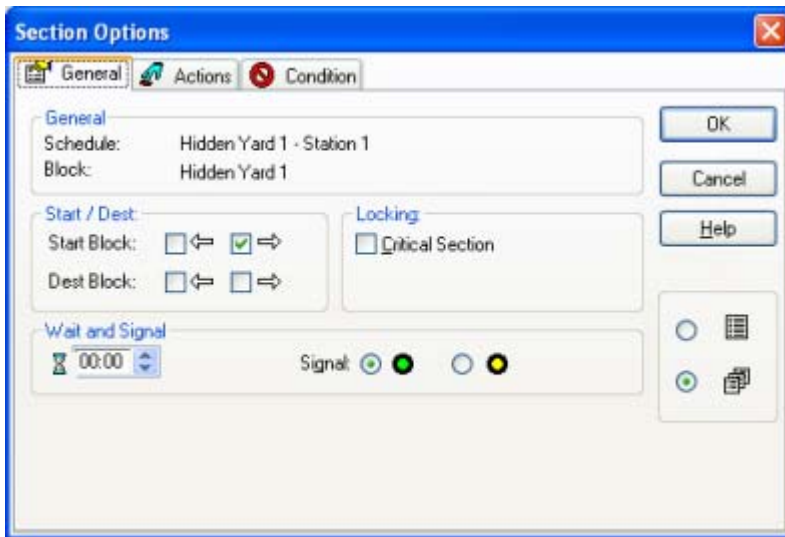 Section Options
General Actions Condition
General
Schedule: Hidden Yard 1 - Station 1
Block: Hidden Yard 1
OK
Cancel
Help
Start / Dest:
Start Block:
Dest Block:
Locking:
Critical Section
Wait and Signal
00:00
Signal: